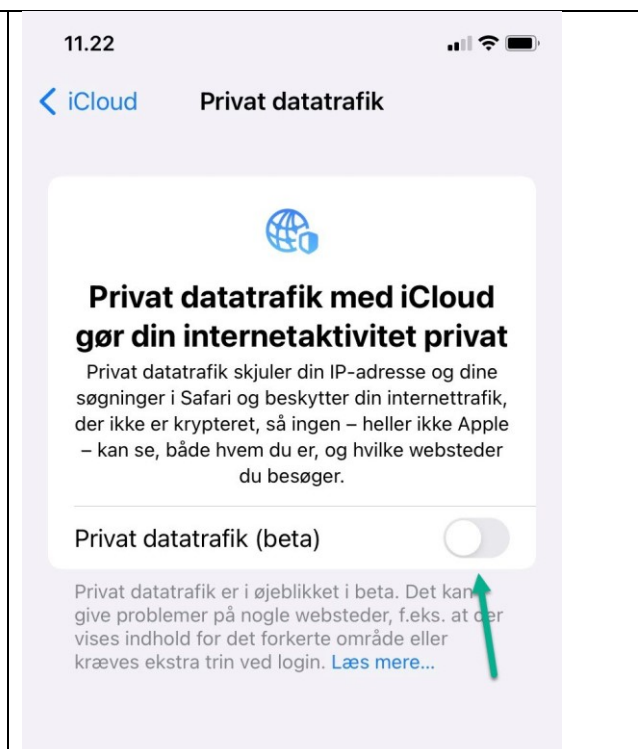 11.22
iCloud
Privat datatrafik
Privat datatrafik med iCloud
gør din internetaktivitet privat
Privat datatrafik skjuler din IP-adresse og dine
søgninger i Safari og beskytter din internettrafik,
der ikke er krypteret, så ingen – heller ikke Apple
– kan se, både hvem du er, og hvilke websteder
du besøger.
Privat datatrafik (beta)
Privat datatrafik er i øjeblikket i beta. Det kan
give problemer på nogle websteder, f.eks. at der
vises indhold for det forkerte område eller
kræves ekstra trin ved login. Læs mere...